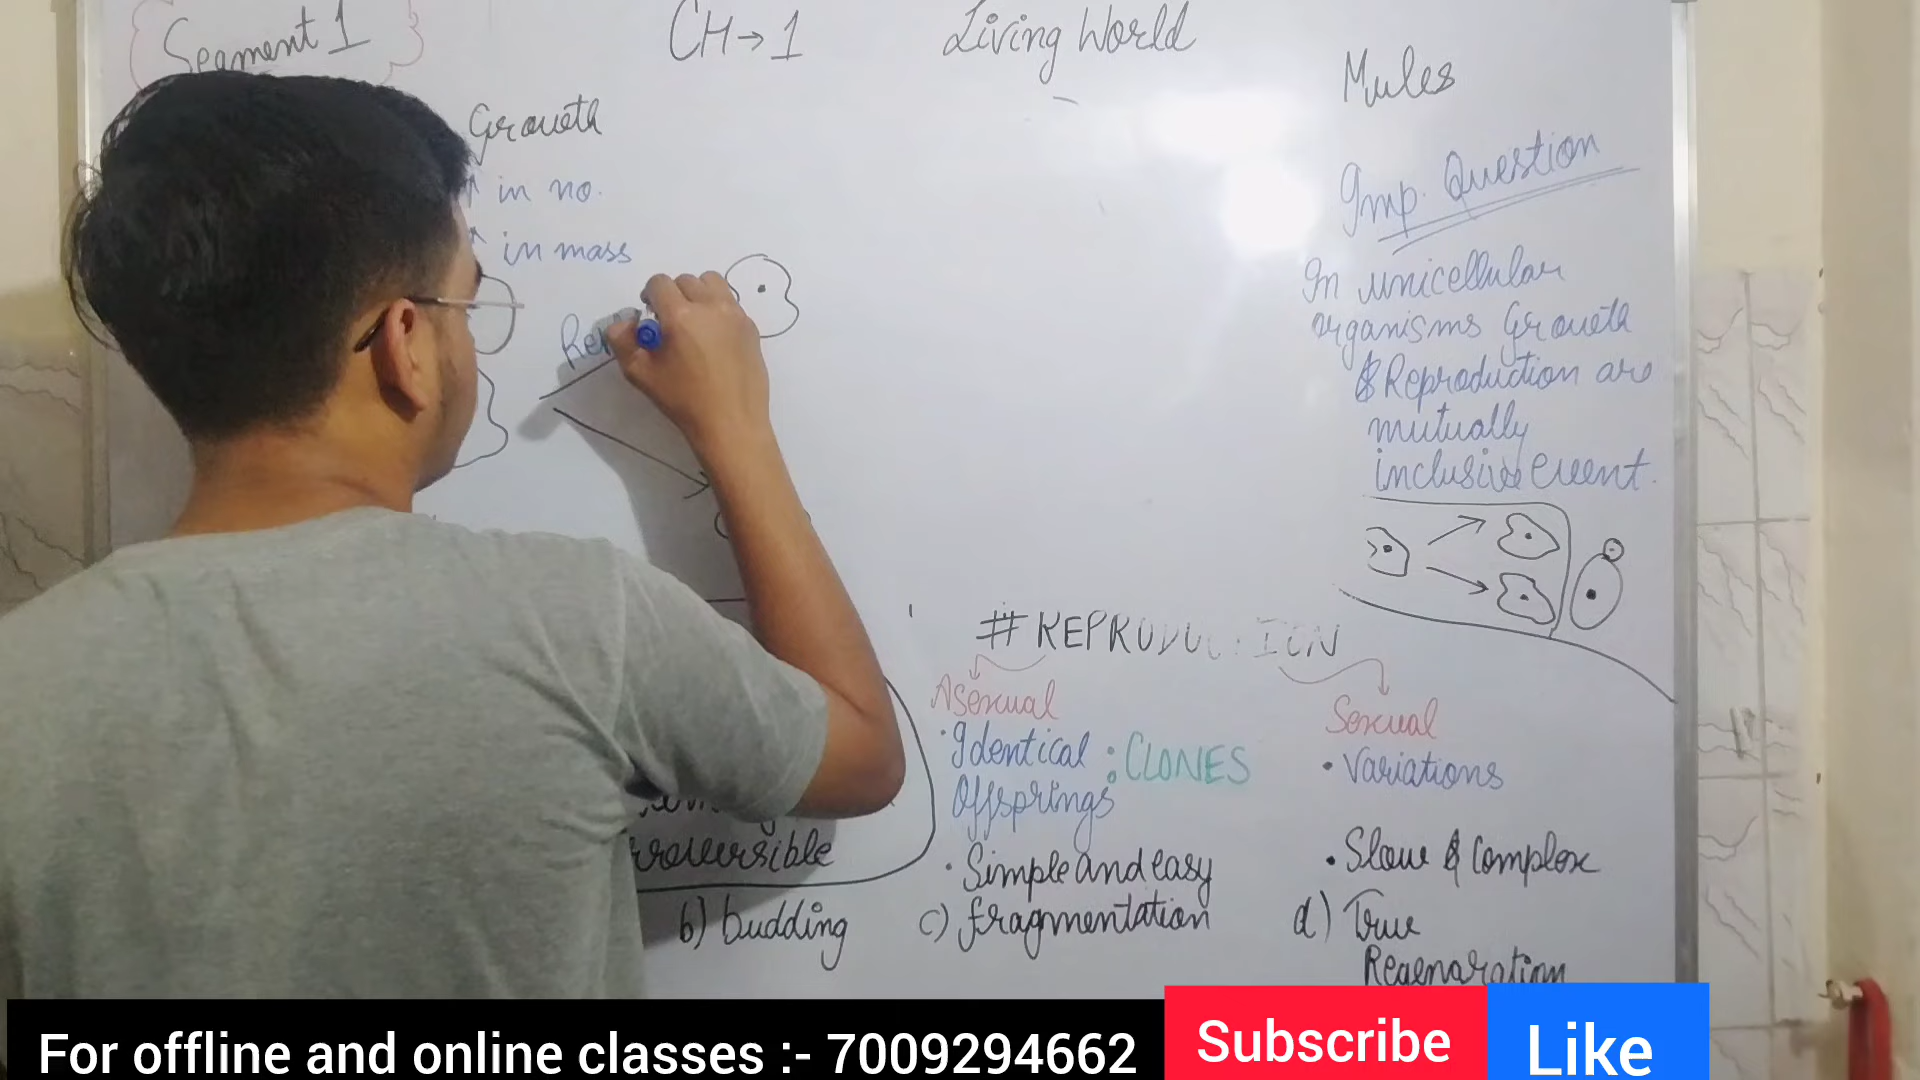 Segment 1
CH→1
Living World
Mules
Growth
↑ in no.
↑ in mass
Imp. Question
In unicellular
organisms Growth
& Reproduction are
mutually
inclusive event.
# REPRODUCTION
Asexual
Sexual
• Identical
Offsprings
: CLONES
• Variations
• Simple and easy
• Slow & Complex
b) budding
c) fragmentation
d) True
Regenaration
For offline and online classes :- 7009294662
Subscribe
Like